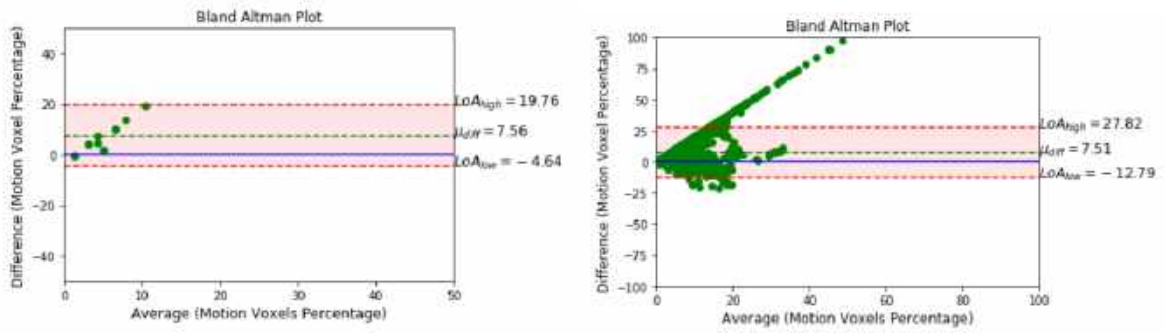 Bland Altman Plot
Difference (Motion Voxel Percentage)
40
20
0
−20
−40
0
10
20
30
40
50
Average (Motion Voxels Percentage)
LoA_high = 19.76
μ_diff = 7.56
LoA_low = −4.64
Bland Altman Plot
Difference (Motion Voxel Percentage)
100
75
50
25
0
−25
−50
−75
−100
0
20
40
60
80
100
Average (Motion Voxels Percentage)
LoA_high = 27.82
μ_diff = 7.51
LoA_low = −12.79